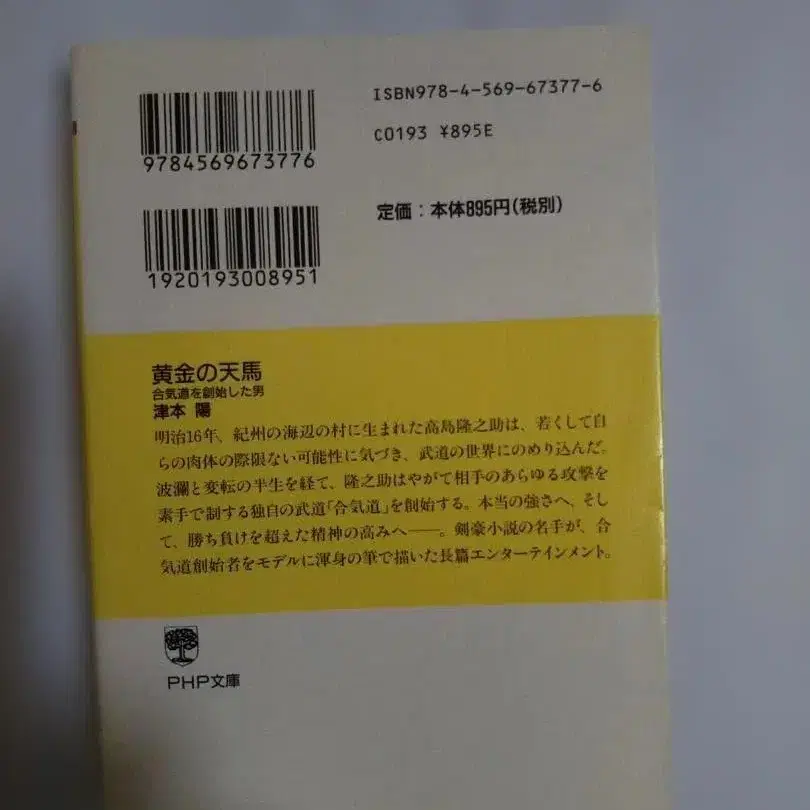 ISBN978-4-569-67377-6
C0193 ¥895E
9784569673776
定価：本体895円（税別）
1920193008951
黄金の天馬
合気道を創始した男
津本 陽
明治16年、紀州の海辺の村に生まれた高島隆之助は、若くして自
らの肉体の際限ない可能性に気づき、武道の世界にのめり込んだ。
波瀾と変転の半生を経て、隆之助はやがて相手のあらゆる攻撃を
素手で制する独自の武道「合気道」を創始する。本当の強さへ、そし
て、勝ち負けを超えた精神の高みへ――。剣豪小説の名手が、合
気道創始者をモデルに渾身の筆で描いた長篇エンターテインメント。
PHP文庫